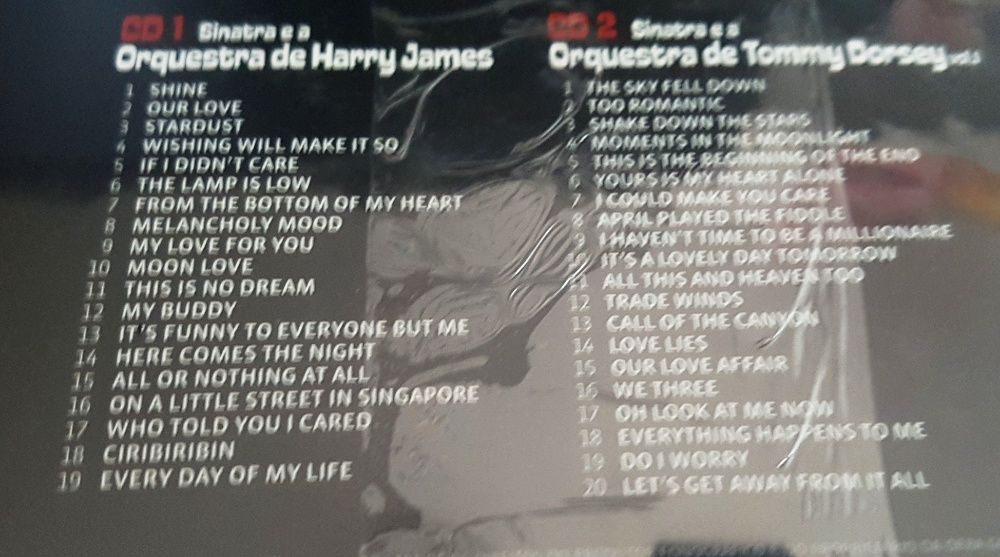 CD 1 Sinatra e a
Orquestra de Harry James
1 SHINE
2 OUR LOVE
3 STARDUST
4 WISHING WILL MAKE IT SO
5 IF I DIDN'T CARE
6 THE LAMP IS LOW
7 FROM THE BOTTOM OF MY HEART
8 MELANCHOLY MOOD
9 MY LOVE FOR YOU
10 MOON LOVE
11 THIS IS NO DREAM
12 MY BUDDY
13 IT'S FUNNY TO EVERYONE BUT ME
14 HERE COMES THE NIGHT
15 ALL OR NOTHING AT ALL
16 ON A LITTLE STREET IN SINGAPORE
17 WHO TOLD YOU I CARED
18 CIRIBIRIBIN
19 EVERY DAY OF MY LIFE
CD 2 Sinatra e a
Orquestra de Tommy Dorsey
1 THE SKY FELL DOWN
2 TOO ROMANTIC
3 SHAKE DOWN THE STARS
4 MOMENTS IN THE MOONLIGHT
5 THIS IS THE BEGINNING OF THE END
6 YOURS IS MY HEART ALONE
7 I COULD MAKE YOU CARE
8 APRIL PLAYED THE FIDDLE
9 I HAVEN'T TIME TO BE A MILLIONAIRE
10 IT'S A LOVELY DAY TOMORROW
11 ALL THIS AND HEAVEN TOO
12 TRADE WINDS
13 CALL OF THE CANYON
14 LOVE LIES
15 OUR LOVE AFFAIR
16 WE THREE
17 OH LOOK AT ME NOW
18 EVERYTHING HAPPENS TO ME
19 DO I WORRY
20 LET'S GET AWAY FROM IT ALL